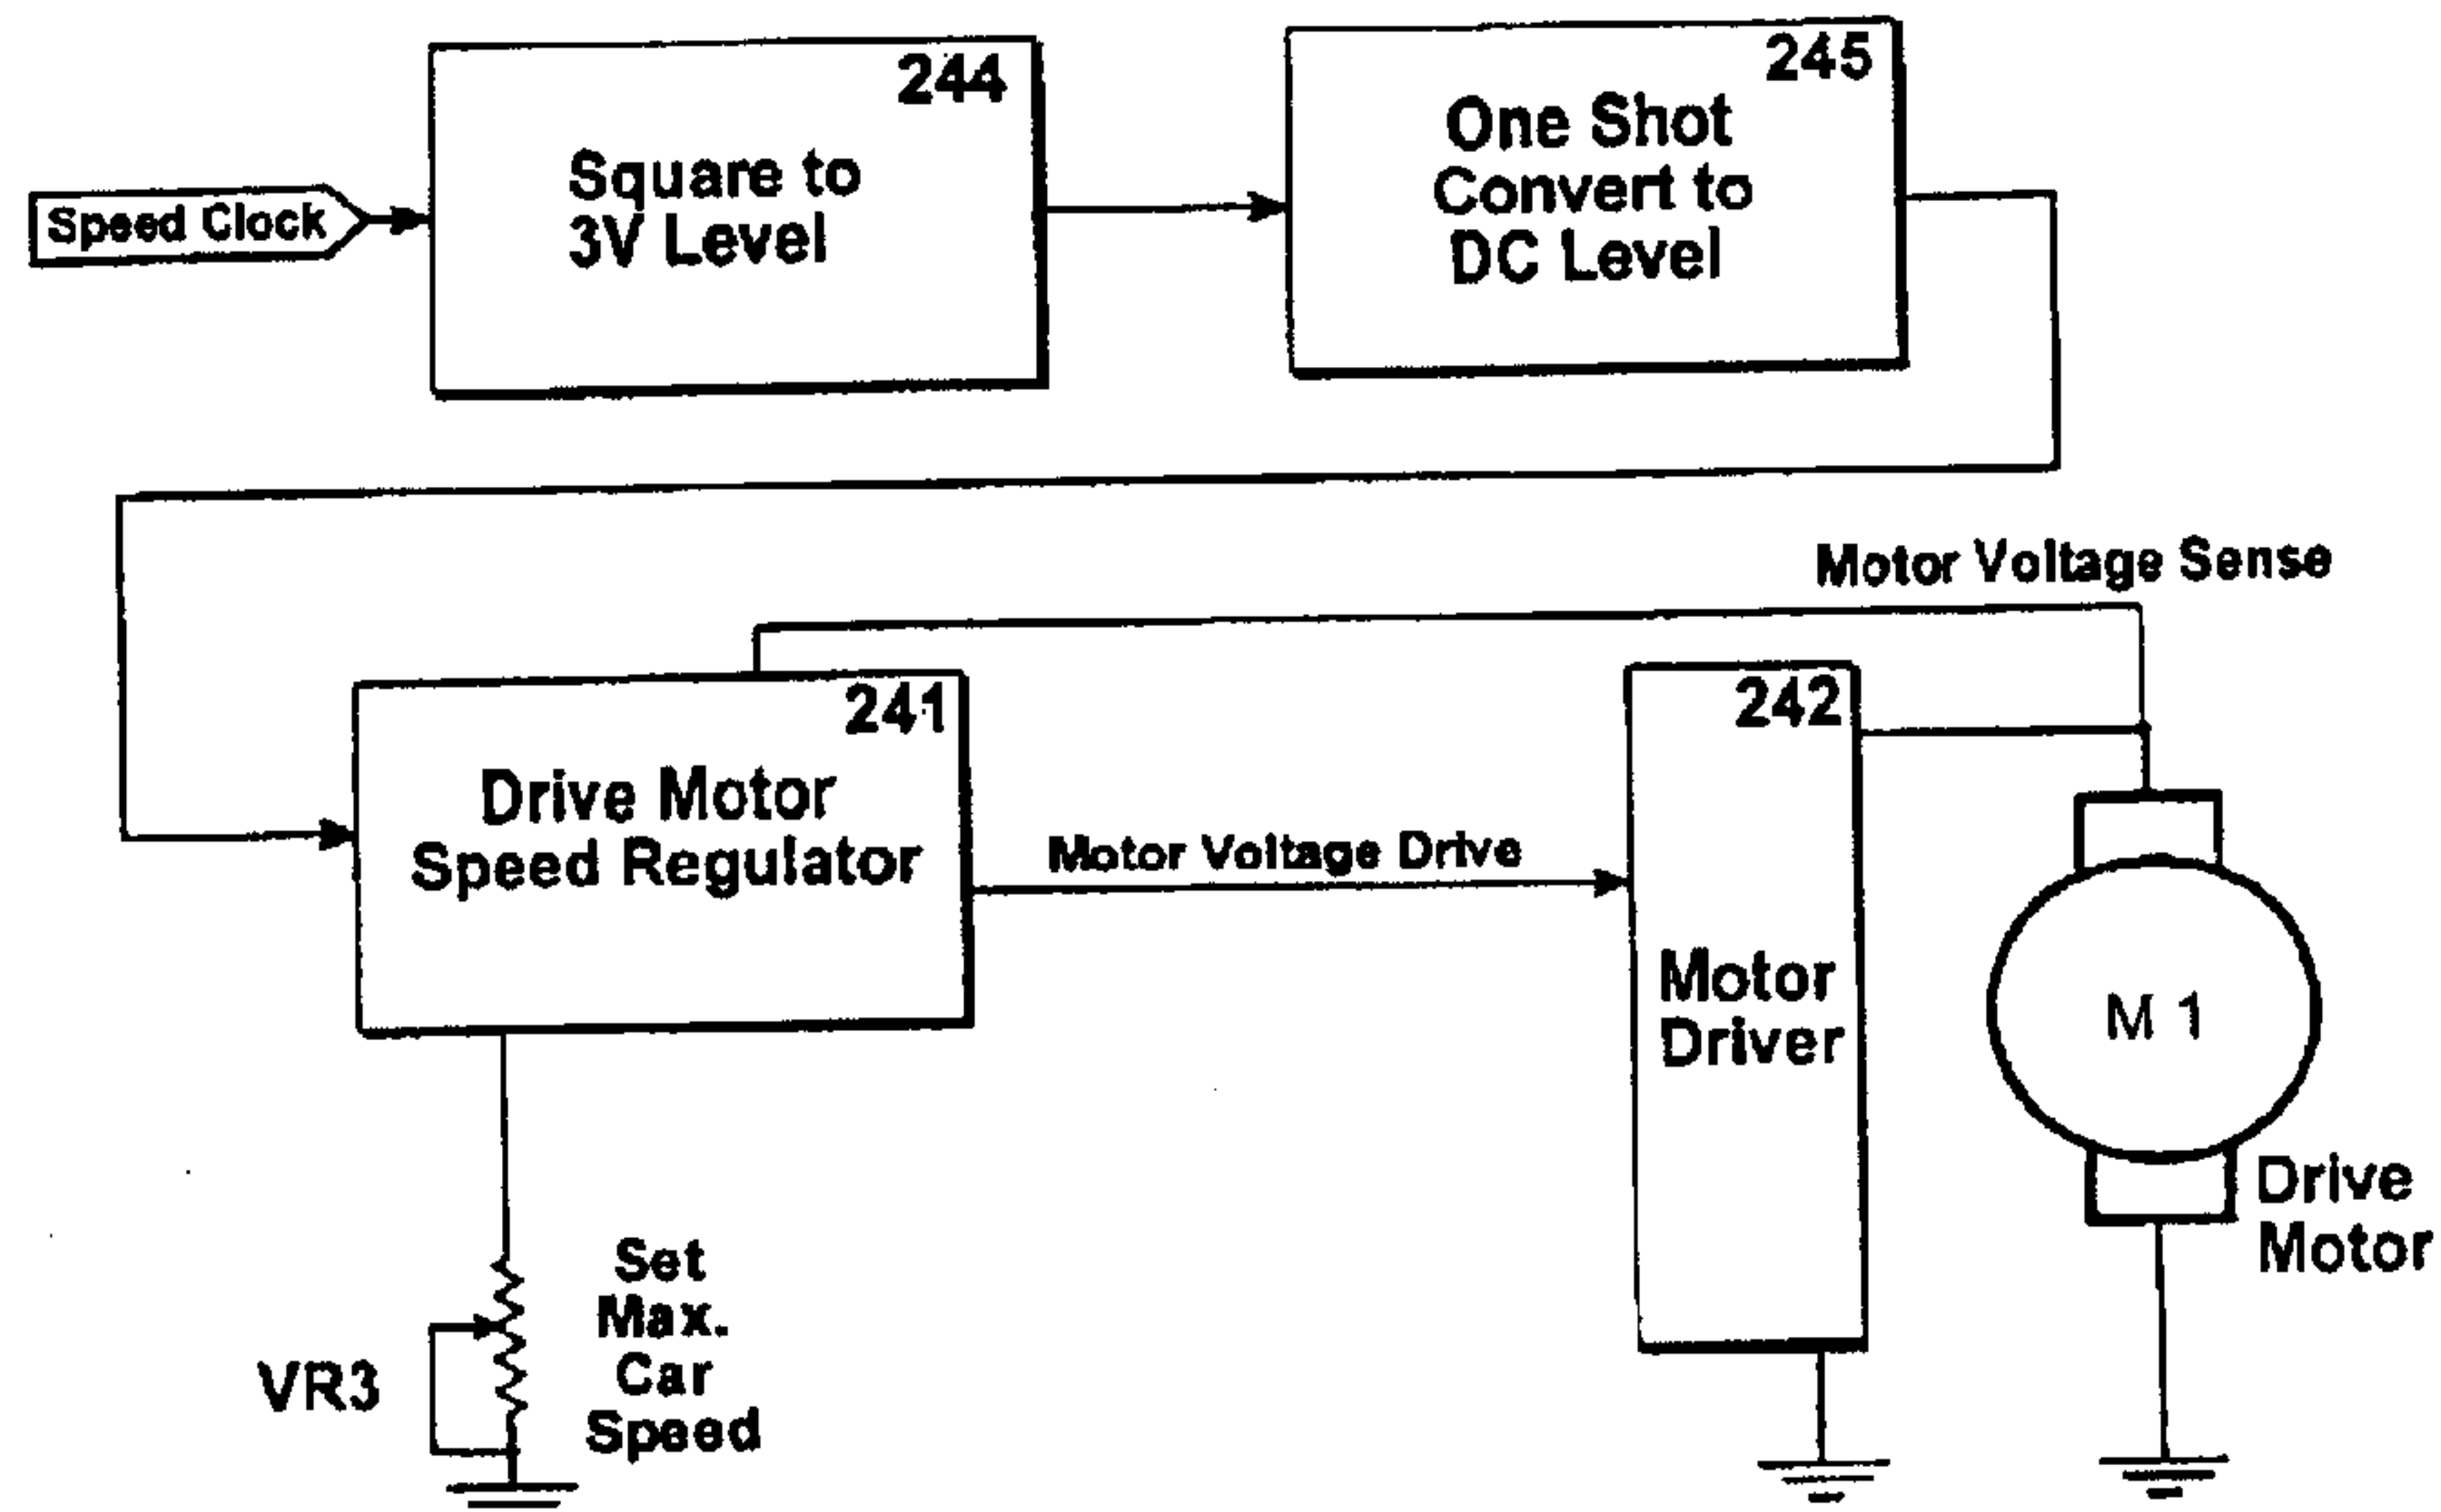 244
245
Speed Clock
Square to
3V Level
One Shot
Convert to
DC Level
Motor Voltage Sense
241
Drive Motor
Speed Regulator
Motor Voltage Drive
242
Motor
Driver
M 1
Drive
Motor
VR3
Set
Max.
Car
Speed